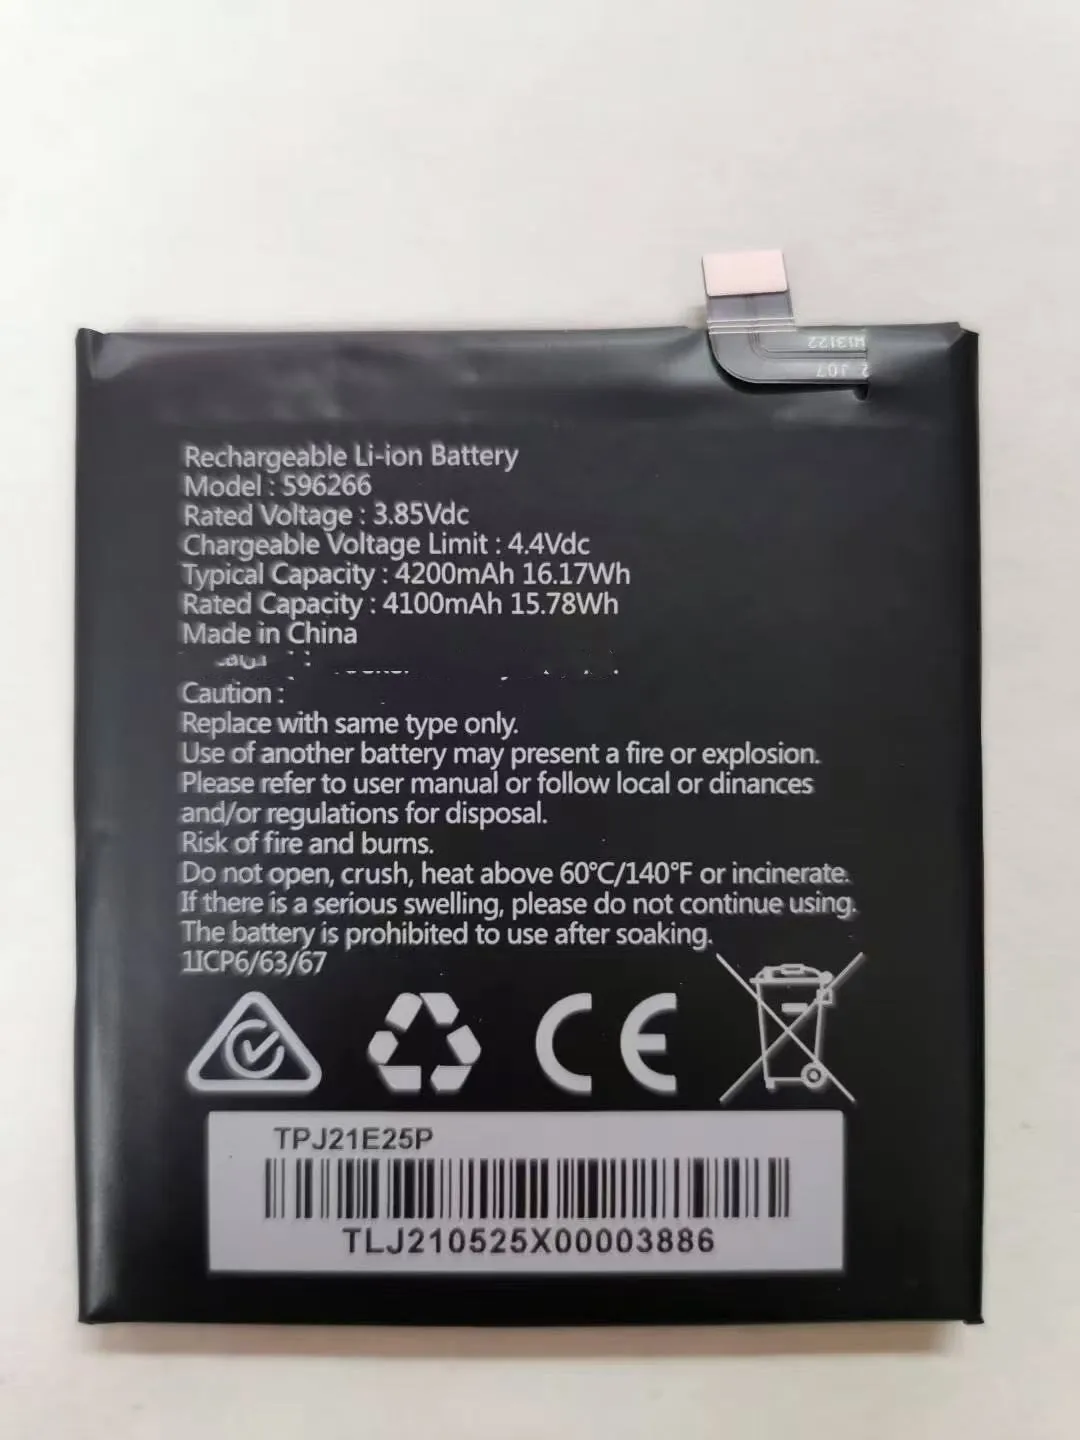 W13122
2 J07
Rechargeable Li-ion Battery
Model : 596266
Rated Voltage : 3.85Vdc
Chargeable Voltage Limit : 4.4Vdc
Typical Capacity : 4200mAh 16.17Wh
Rated Capacity : 4100mAh 15.78Wh
Made in China
Caution :
Replace with same type only.
Use of another battery may present a fire or explosion.
Please refer to user manual or follow local or dinances
and/or regulations for disposal.
Risk of fire and burns.
Do not open, crush, heat above 60°C/140°F or incinerate.
If there is a serious swelling, please do not continue using.
The battery is prohibited to use after soaking.
1ICP6/63/67
CE
TPJ21E25P
TLJ210525X00003886